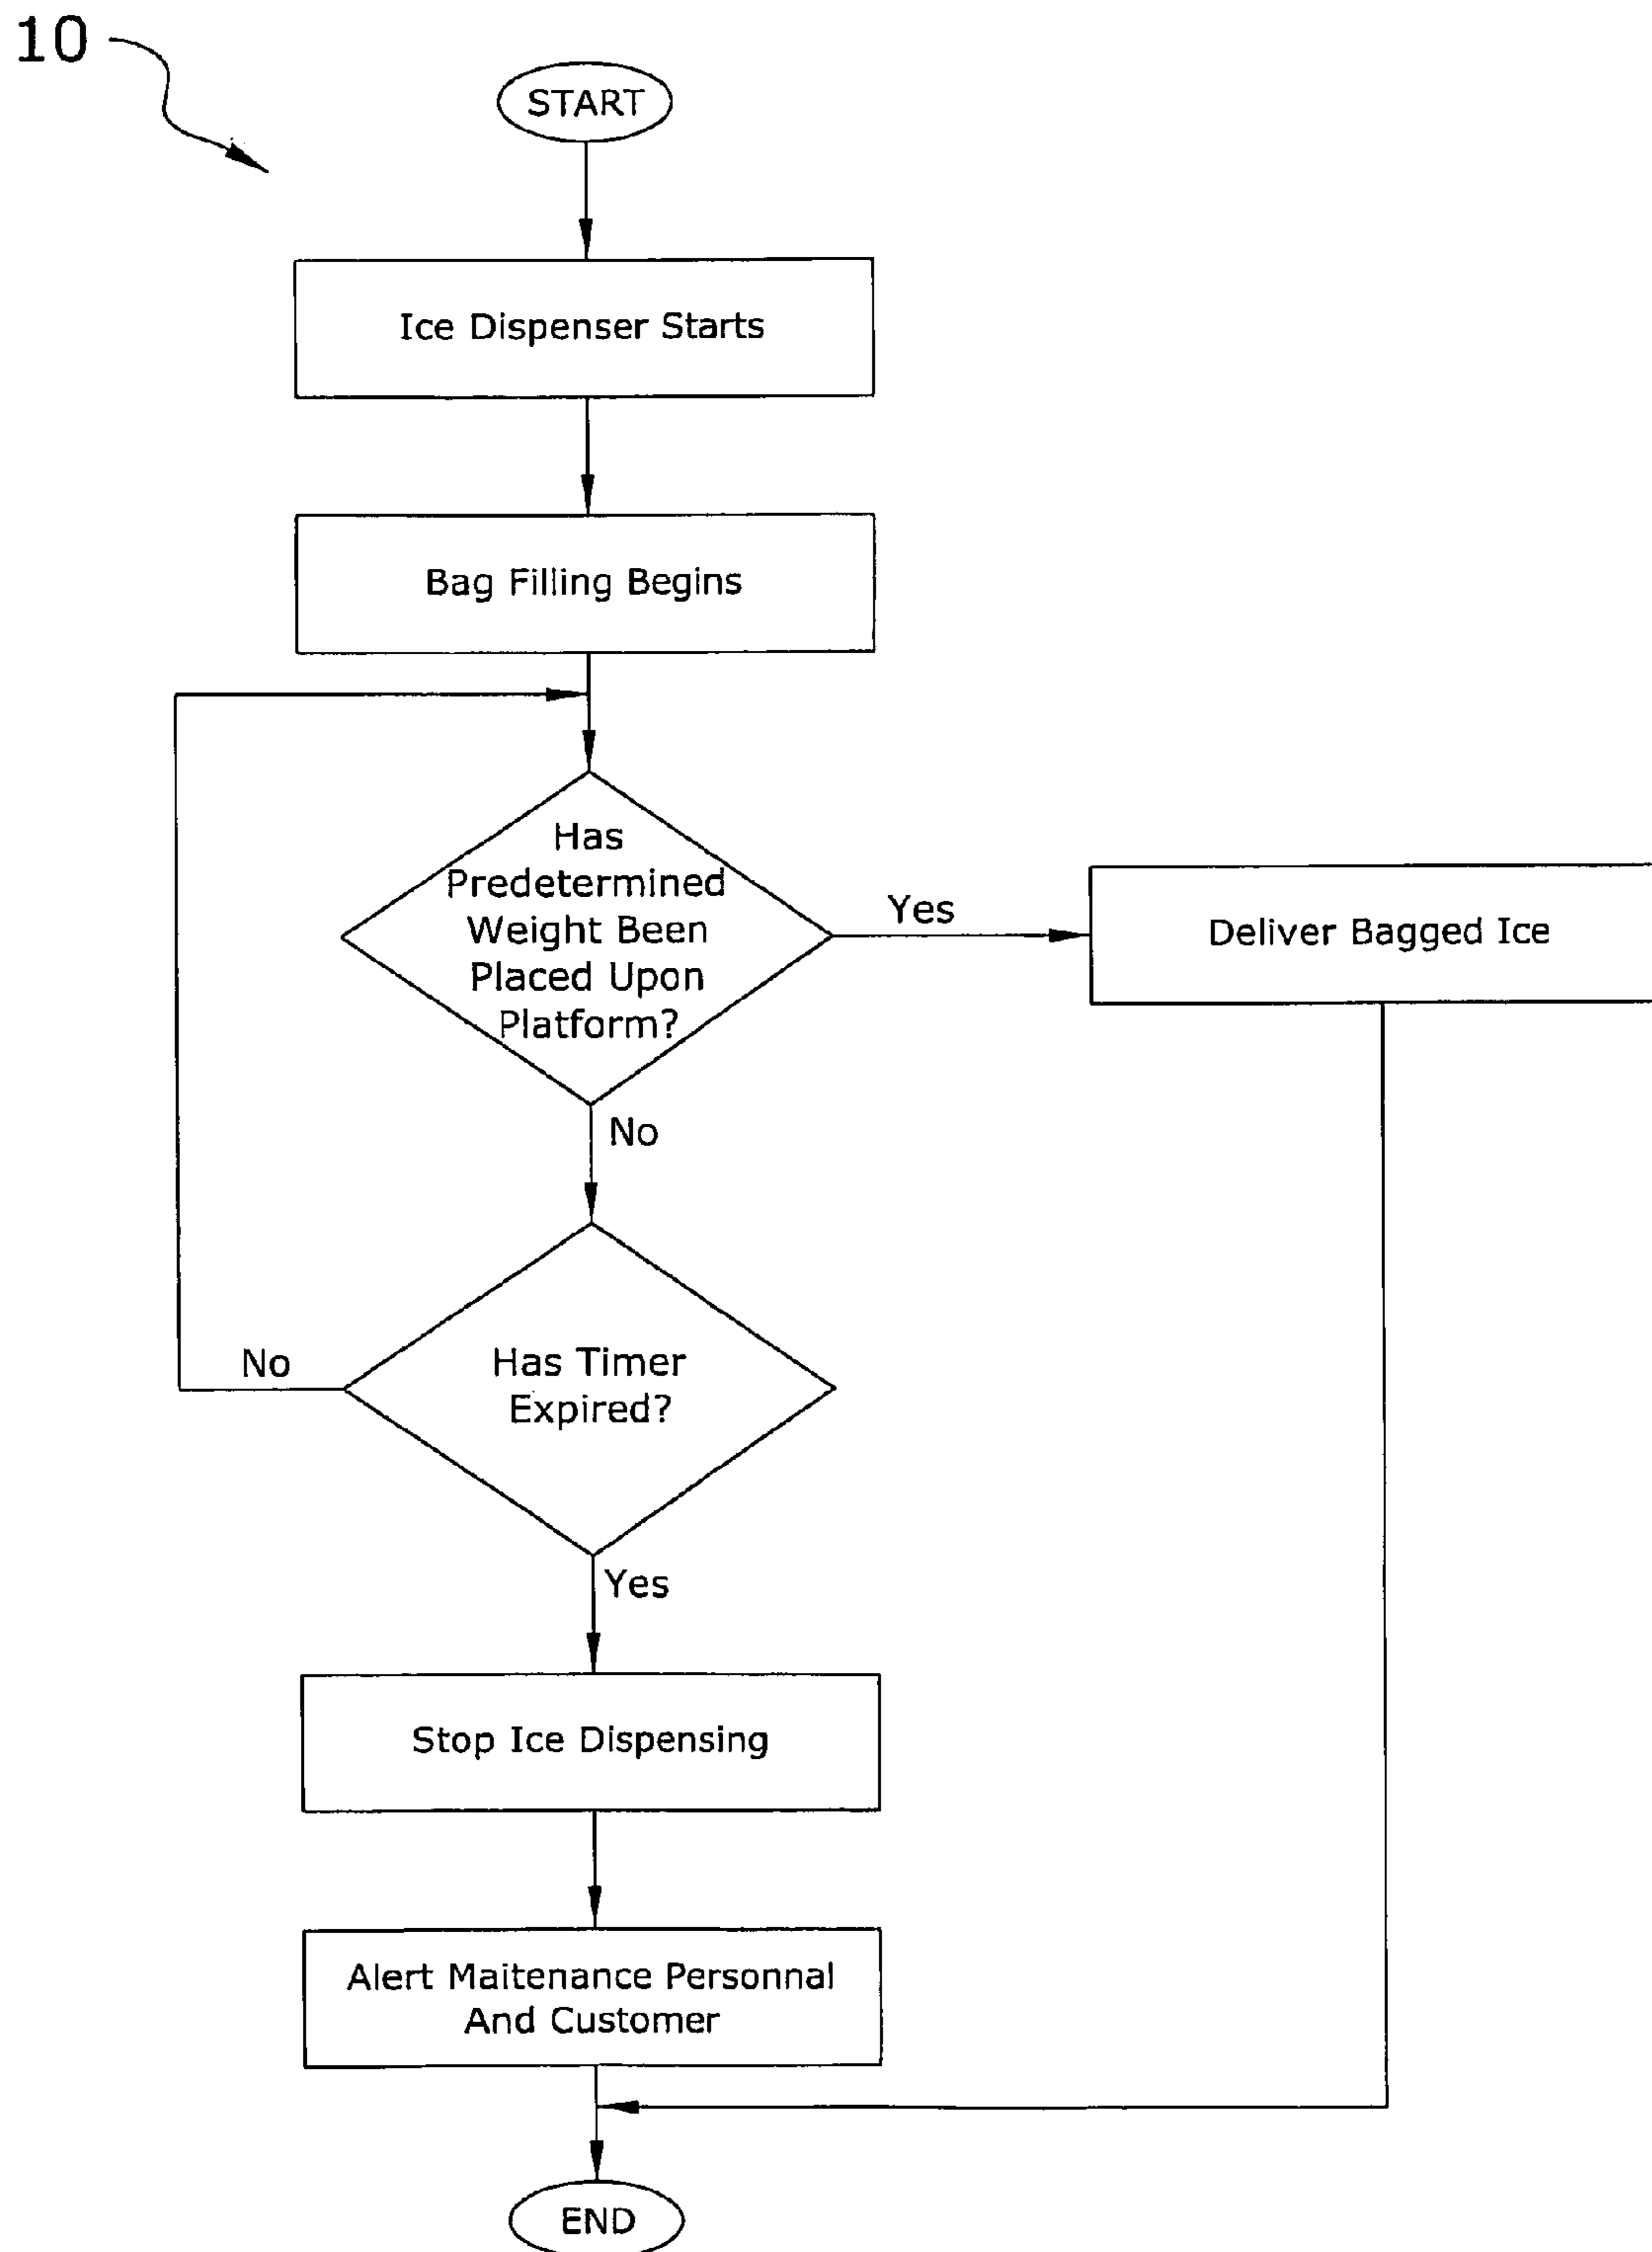 10
START
Ice Dispenser Starts
Bag Filling Begins
Has
Predetermined
Weight Been
Placed Upon
Platform?
Yes
Deliver Bagged Ice
No
Has Timer
Expired?
No
Yes
Stop Ice Dispensing
Alert Maitenance Personnal
And Customer
END